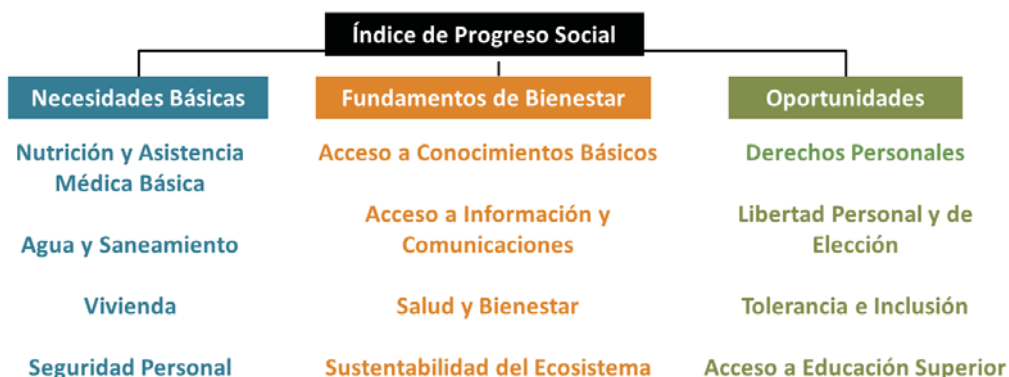 Índice de Progreso Social
Necesidades Básicas
Nutrición y Asistencia
Médica Básica
Agua y Saneamiento
Vivienda
Seguridad Personal
Fundamentos de Bienestar
Acceso a Conocimientos Básicos
Acceso a Información y
Comunicaciones
Salud y Bienestar
Sustentabilidad del Ecosistema
Oportunidades
Derechos Personales
Libertad Personal y de
Elección
Tolerancia e Inclusión
Acceso a Educación Superior